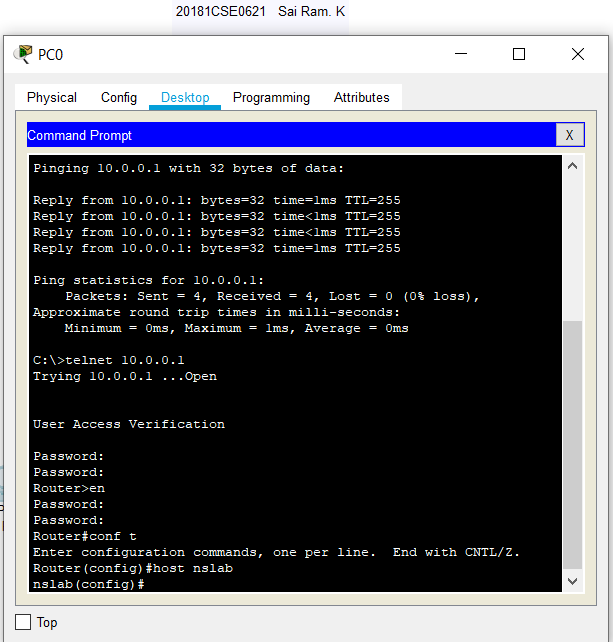 20181CSE0621 Sai Ram. K
PC0
Physical Config Desktop Programming Attributes
Command Prompt X
Pinging 10.0.0.1 with 32 bytes of data:
Reply from 10.0.0.1: bytes=32 time=1ms TTL=255
Reply from 10.0.0.1: bytes=32 time<1ms TTL=255
Reply from 10.0.0.1: bytes=32 time<1ms TTL=255
Reply from 10.0.0.1: bytes=32 time=1ms TTL=255
Ping statistics for 10.0.0.1:
Packets: Sent = 4, Received = 4, Lost = 0 (0% loss),
Approximate round trip times in milli-seconds:
Minimum = 0ms, Maximum = 1ms, Average = 0ms
C:\>telnet 10.0.0.1
Trying 10.0.0.1 ...Open
User Access Verification
Password:
Password:
Router>en
Password:
Password:
Router#conf t
Enter configuration commands, one per line. End with CNTL/Z.
Router(config)#host nslab
nslab(config)#
Top